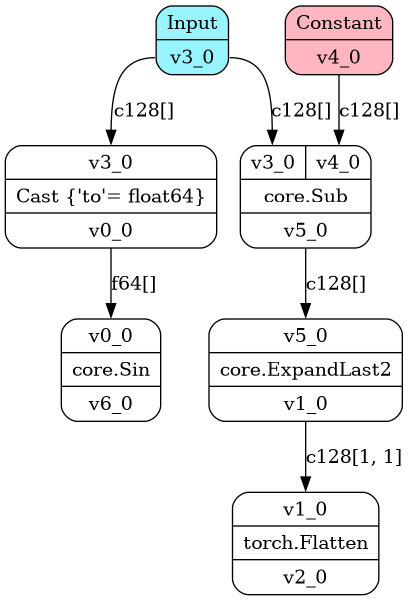 Input
v3_0
Constant
v4_0
c128[]
c128[]
c128[]
v3_0
Cast {'to'= float64}
v0_0
v3_0
v4_0
core.Sub
v5_0
f64[]
c128[]
v0_0
core.Sin
v6_0
v5_0
core.ExpandLast2
v1_0
c128[1, 1]
v1_0
torch.Flatten
v2_0